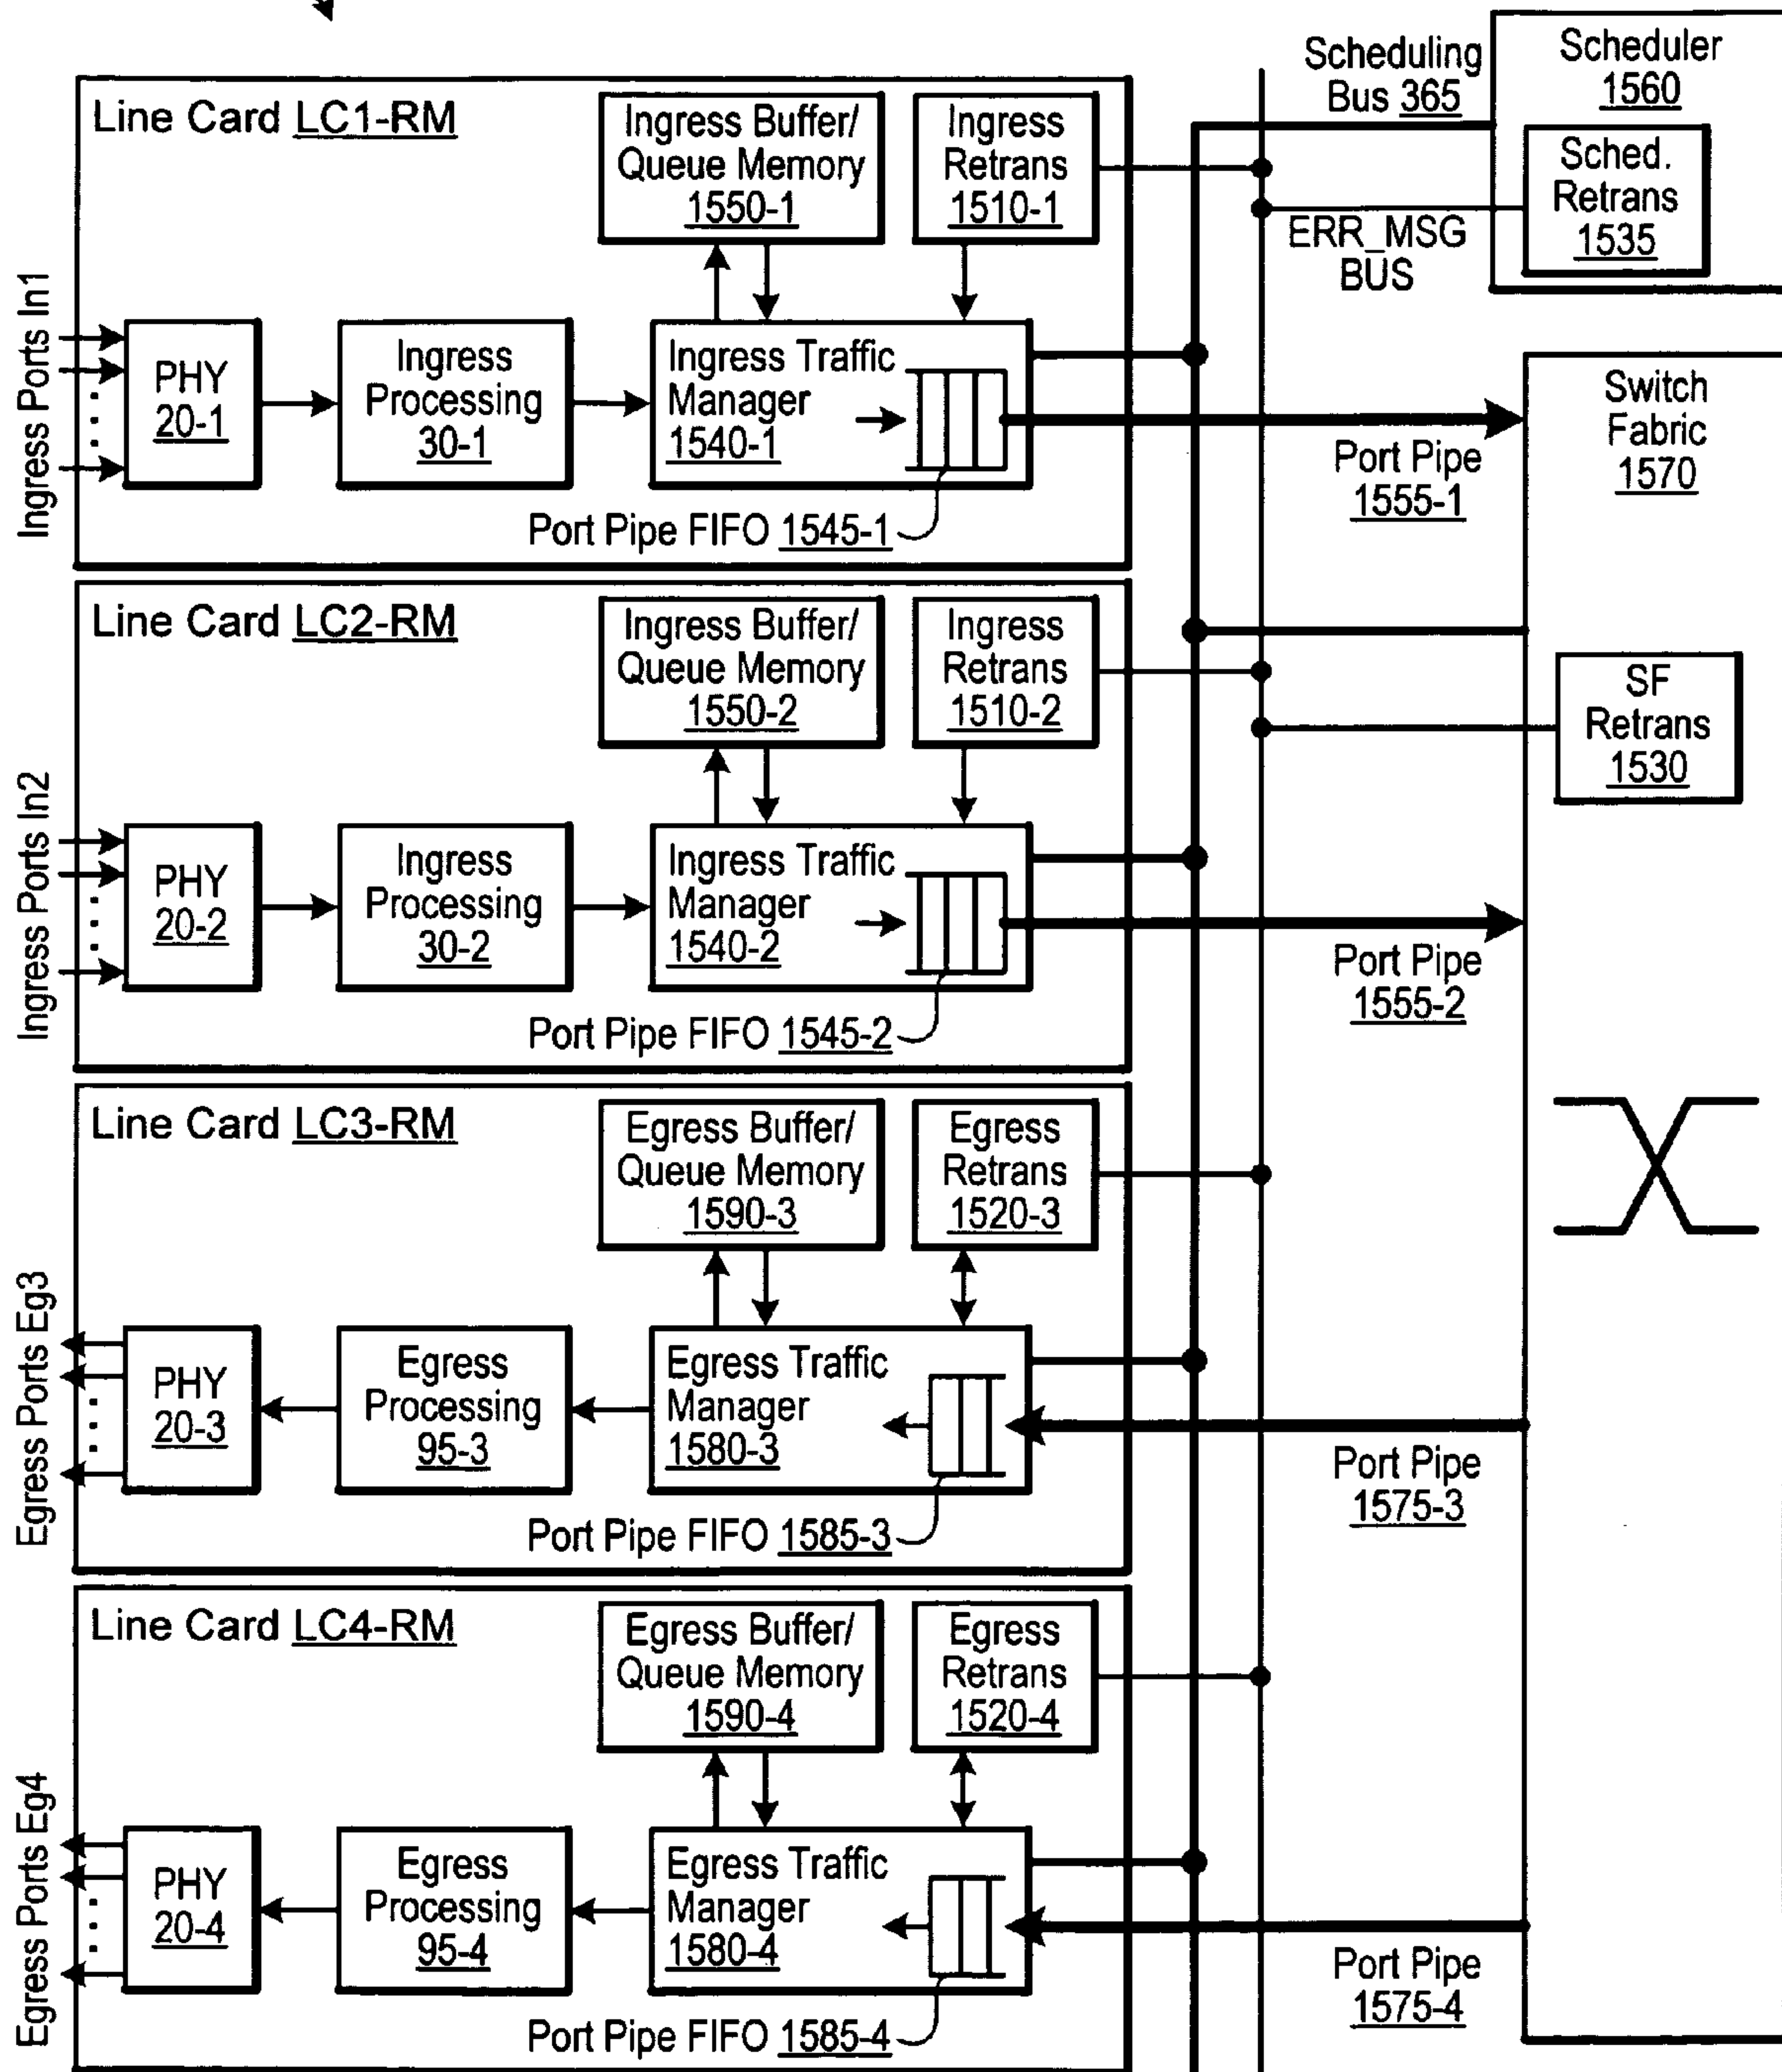 Scheduling
Bus 365
Scheduler
1560
Sched.
Retrans
1535
ERR_MSG
BUS
Line Card LC1-RM
Ingress Buffer/
Queue Memory
1550-1
Ingress
Retrans
1510-1
Ingress Ports In1
PHY
20-1
Ingress
Processing
30-1
Ingress Traffic
Manager
1540-1
Port Pipe FIFO 1545-1
Port Pipe
1555-1
Switch
Fabric
1570
Line Card LC2-RM
Ingress Buffer/
Queue Memory
1550-2
Ingress
Retrans
1510-2
SF
Retrans
1530
Ingress Ports In2
PHY
20-2
Ingress
Processing
30-2
Ingress Traffic
Manager
1540-2
Port Pipe FIFO 1545-2
Port Pipe
1555-2
Line Card LC3-RM
Egress Buffer/
Queue Memory
1590-3
Egress
Retrans
1520-3
Egress Ports Eg3
PHY
20-3
Egress
Processing
95-3
Egress Traffic
Manager
1580-3
Port Pipe FIFO 1585-3
Port Pipe
1575-3
Line Card LC4-RM
Egress Buffer/
Queue Memory
1590-4
Egress
Retrans
1520-4
Egress Ports Eg4
PHY
20-4
Egress
Processing
95-4
Egress Traffic
Manager
1580-4
Port Pipe FIFO 1585-4
Port Pipe
1575-4